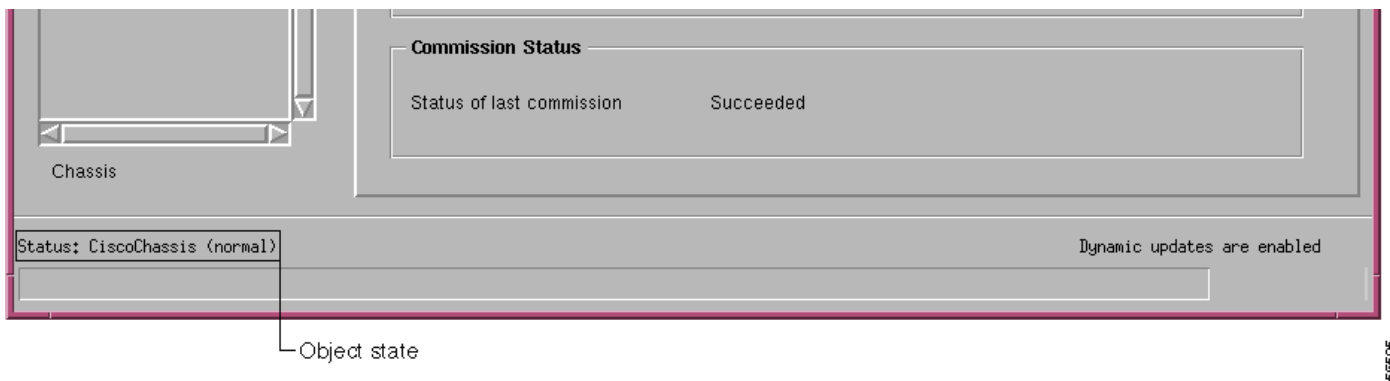 Commission Status
Status of last commission Succeeded
Chassis
Status: CiscoChassis (normal) Dynamic updates are enabled
Object state